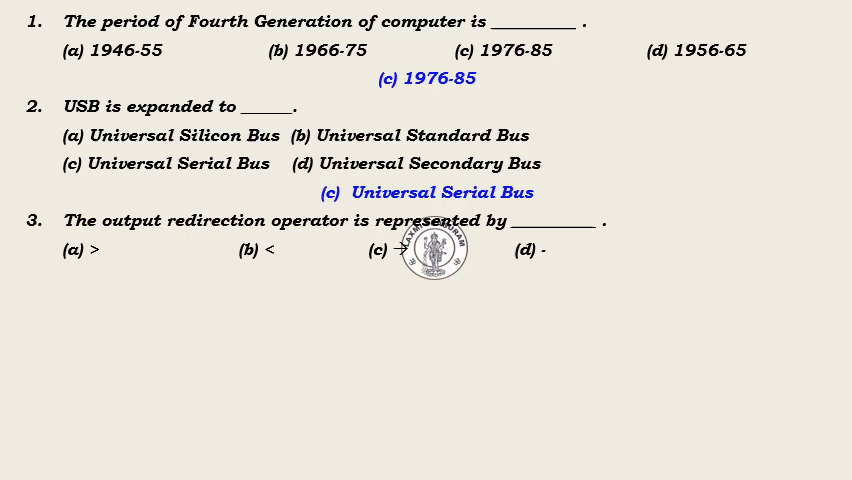 1. The period of Fourth Generation of computer is __________ .
(a) 1946-55 (b) 1966-75 (c) 1976-85 (d) 1956-65
(c) 1976-85
2. USB is expanded to ______.
(a) Universal Silicon Bus (b) Universal Standard Bus
(c) Universal Serial Bus (d) Universal Secondary Bus
(c) Universal Serial Bus
3. The output redirection operator is represented by __________ .
(a) > (b) < (c) → (d) -